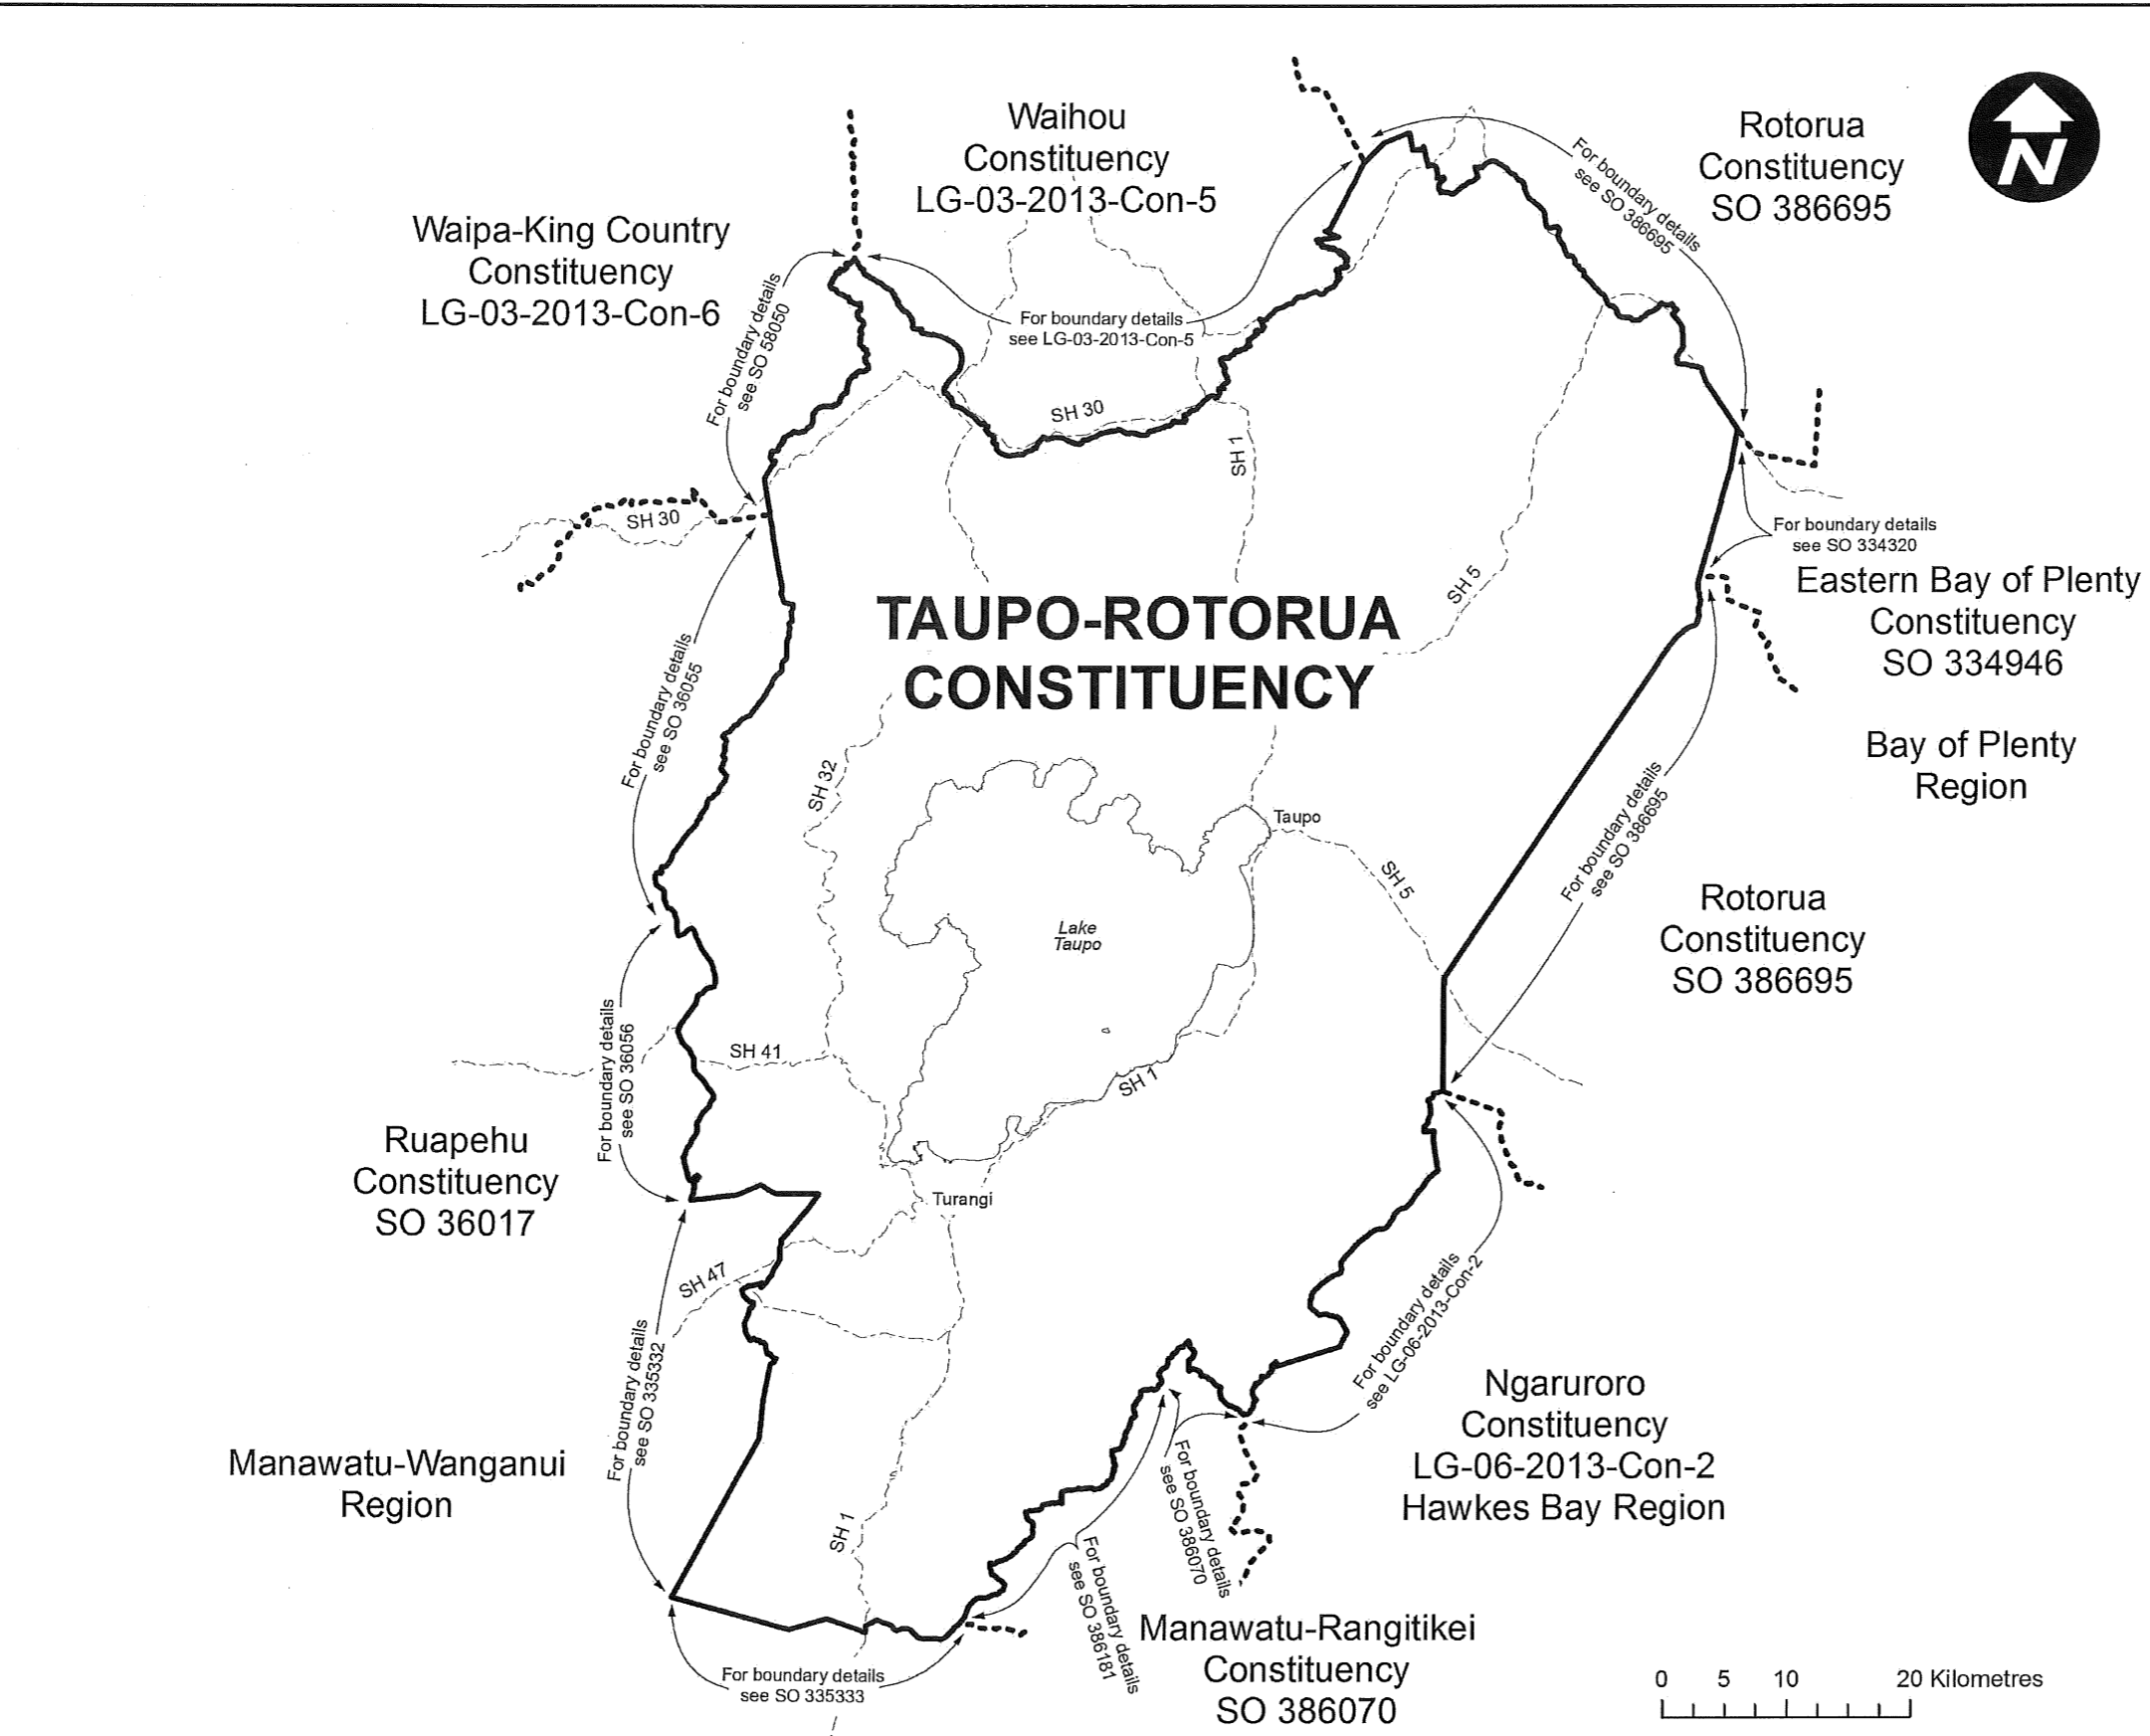 Waihou
Constituency
LG-03-2013-Con-5
Rotorua
Constituency
SO 386695
N
For boundary details
see SO 386695
Waipa-King Country
Constituency
LG-03-2013-Con-6
For boundary details
see SO 58050
For boundary details
see LG-03-2013-Con-5
SH 30
SH 1
SH 30
For boundary details
see SO 334320
Eastern Bay of Plenty
Constituency
SO 334946
SH 5
TAUPO-ROTORUA
CONSTITUENCY
For boundary details
see SO 36055
Bay of Plenty
Region
SH 32
Taupo
For boundary details
see SO 386695
SH 5
Lake
Taupo
Rotorua
Constituency
SO 386695
For boundary details
see SO 36056
SH 41
SH 1
Ruapehu
Constituency
SO 36017
Turangi
SH 47
For boundary details
see LG-06-2013-Con-2
For boundary details
see SO 335332
Ngaruroro
Constituency
LG-06-2013-Con-2
Hawkes Bay Region
Manawatu-Wanganui
Region
For boundary details
see SO 386070
SH 1
For boundary details
see SO 386181
Manawatu-Rangitikei
Constituency
SO 386070
For boundary details
see SO 335333
0 5 10 20 Kilometres